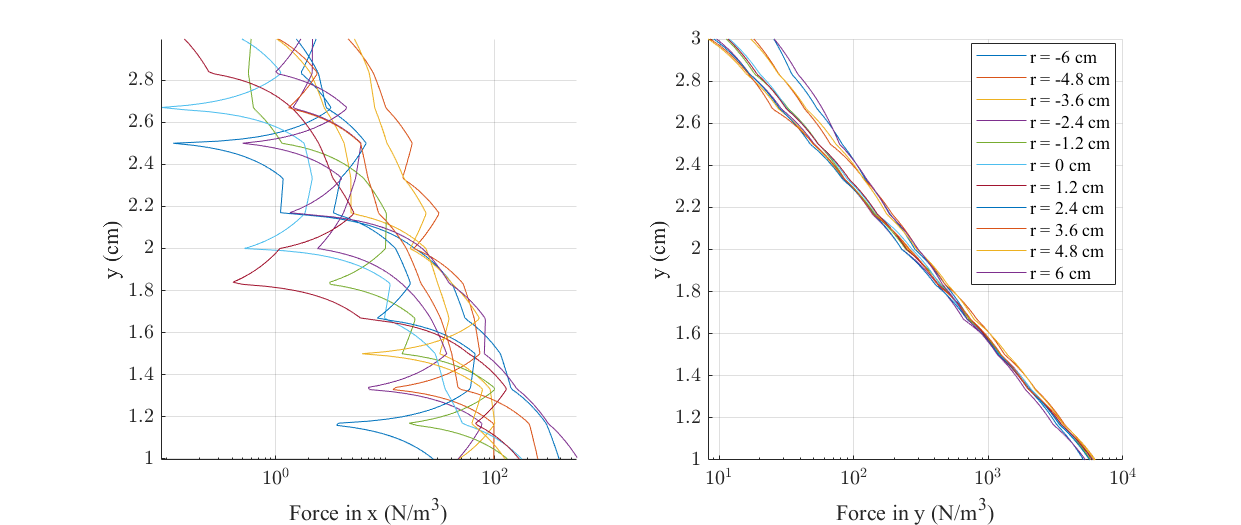 y (cm)
2.8
2.6
2.4
2.2
2
1.8
1.6
1.4
1.2
1
10^0
10^2
Force in x (N/m^3)
y (cm)
3
2.8
2.6
2.4
2.2
2
1.8
1.6
1.4
1.2
1
10^1
10^2
10^3
10^4
Force in y (N/m^3)
r = -6 cm
r = -4.8 cm
r = -3.6 cm
r = -2.4 cm
r = -1.2 cm
r = 0 cm
r = 1.2 cm
r = 2.4 cm
r = 3.6 cm
r = 4.8 cm
r = 6 cm